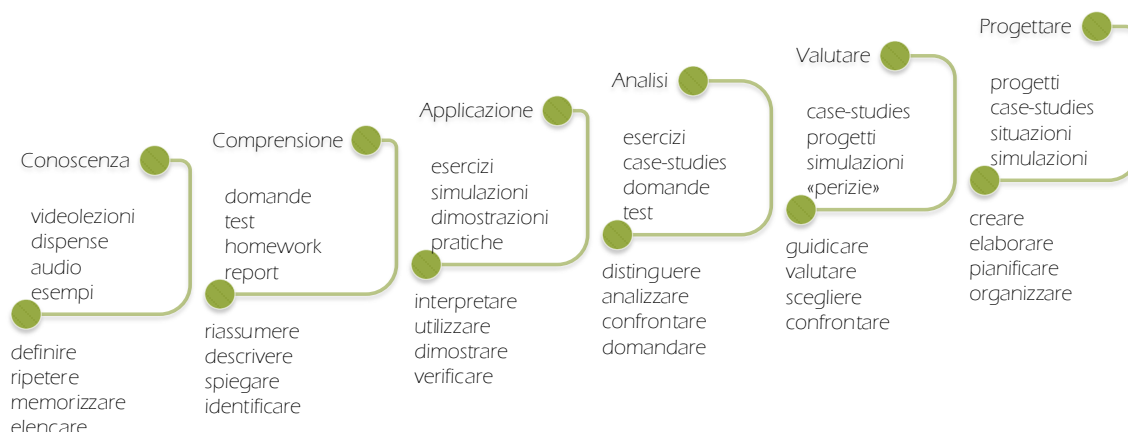 Conoscenza
videolezioni
dispense
audio
esempi
definire
ripetere
memorizzare
elencare
Comprensione
domande
test
homework
report
riassumere
descrivere
spiegare
identificare
Applicazione
esercizi
simulazioni
dimostrazioni
pratiche
interpretare
utilizzare
dimostrare
verificare
Analisi
esercizi
case-studies
domande
test
distinguere
analizzare
confrontare
domandare
Valutare
case-studies
progetti
simulazioni
«perizie»
guidicare
valutare
scegliere
confrontare
Progettare
progetti
case-studies
situazioni
simulazioni
creare
elaborare
pianificare
organizzare